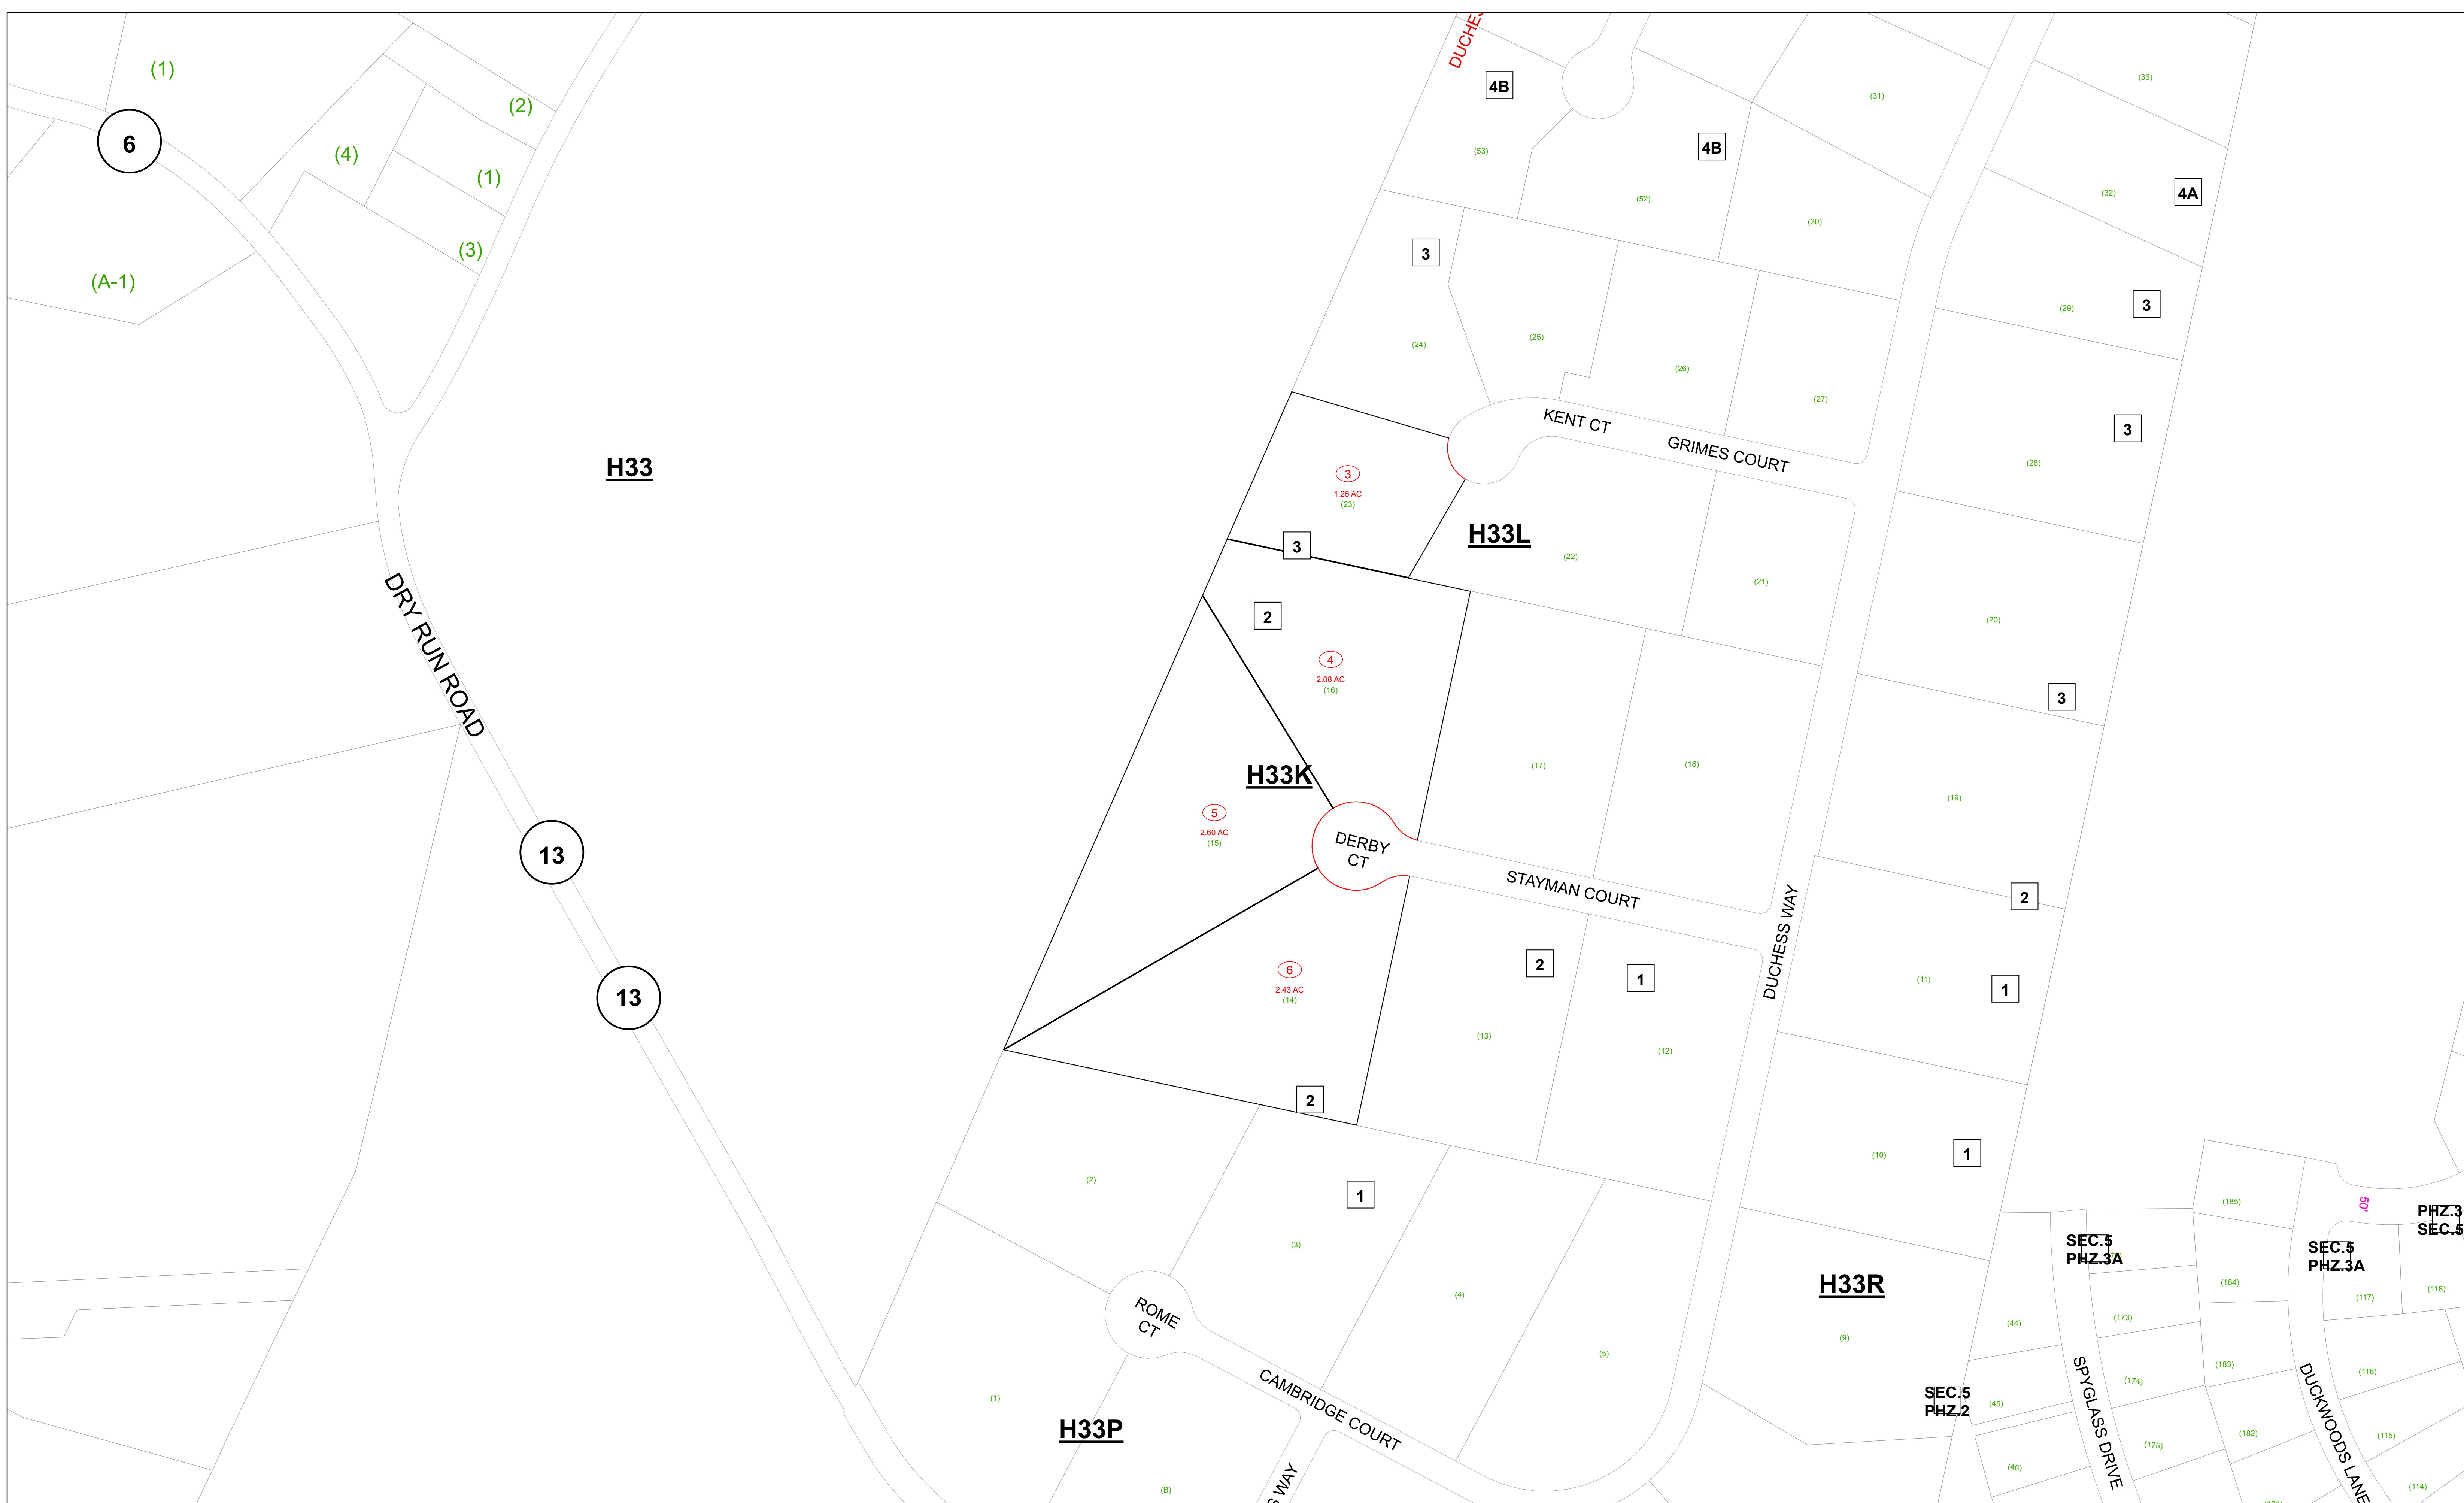 DUCHES
(1)
(2)
4B
(33)
(31)
6
4B
(53)
(4)
(1)
4A
(32)
(52)
(30)
(3)
3
(A-1)
3
(29)
(25)
(24)
(26)
(27)
KENT CT
3
GRIMES COURT
(28)
H33
3
1.26 AC
(23)
H33L
3
(22)
(21)
2
(20)
DRY RUN ROAD
4
2.08 AC
(16)
3
(17)
(18)
H33K
(19)
5
2.60 AC
(15)
DERBY
CT
13
STAYMAN COURT
2
DUCHESS WAY
6
2.43 AC
(14)
2
1
(11)
1
13
(13)
(12)
2
(10)
1
(2)
1
(185)
50'
PHZ.3
SEC.5
(3)
SEC.5
PHZ.3A
SEC.5
PHZ.3A
H33R
(184)
(118)
(4)
(117)
ROME
CT
(173)
(44)
(9)
(5)
(183)
(116)
(174)
SPYGLASS DRIVE
DUCKWOODS LANE
(1)
CAMBRIDGE COURT
SEC.5
PHZ.2
(45)
H33P
(182)
(115)
(175)
(46)
(B)
S WAY
(114)